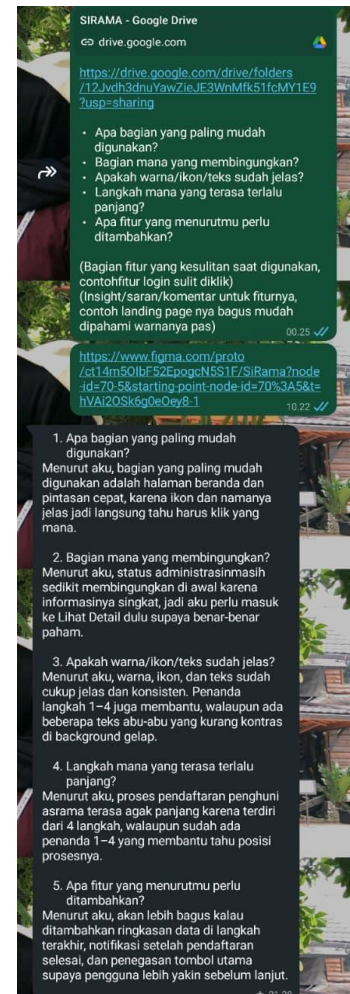 SIRAMA - Google Drive
drive.google.com
https://drive.google.com/drive/folders
/12Jvdh3dnuYawZieJE3WnMfk51fcMY1E9
?usp=sharing
• Apa bagian yang paling mudah
digunakan?
• Bagian mana yang membingungkan?
• Apakah warna/ikon/teks sudah jelas?
• Langkah mana yang terasa terlalu
panjang?
• Apa fitur yang menurutmu perlu
ditambahkan?
(Bagian fitur yang kesulitan saat digunakan,
contohfitur login sulit diklik)
(Insight/saran/komentar untuk fiturnya,
contoh landing page nya bagus mudah
dipahami warnanya pas)
00.25
https://www.figma.com/proto
/ct14m5OIbF52EpogcN5S1F/SiRama?node
-id=70-5&starting-point-node-id=70%3A5&t=
hVAi2OSk6g0eOey8-1
10.22
1. Apa bagian yang paling mudah
digunakan?
Menurut aku, bagian yang paling mudah
digunakan adalah halaman beranda dan
pintasan cepat, karena ikon dan namanya
jelas jadi langsung tahu harus klik yang
mana.
2. Bagian mana yang membingungkan?
Menurut aku, status administrasinmasih
sedikit membingungkan di awal karena
informasinya singkat, jadi aku perlu masuk
ke Lihat Detail dulu supaya benar-benar
paham.
3. Apakah warna/ikon/teks sudah jelas?
Menurut aku, warna, ikon, dan teks sudah
cukup jelas dan konsisten. Penanda
langkah 1–4 juga membantu, walaupun ada
beberapa teks abu-abu yang kurang kontras
di background gelap.
4. Langkah mana yang terasa terlalu
panjang?
Menurut aku, proses pendaftaran penghuni
asrama terasa agak panjang karena terdiri
dari 4 langkah, walaupun sudah ada
penanda 1–4 yang membantu tahu posisi
prosesnya.
5. Apa fitur yang menurutmu perlu
ditambahkan?
Menurut aku, akan lebih bagus kalau
ditambahkan ringkasan data di langkah
terakhir, notifikasi setelah pendaftaran
selesai, dan penegasan tombol utama
supaya pengguna lebih yakin sebelum lanjut.